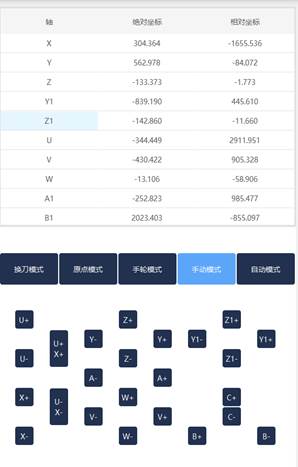 轴 绝对坐标 相对坐标
X 304.364 -1655.536
Y 562.978 -84.072
Z -133.373 -1.773
Y1 -839.190 445.610
Z1 -142.860 -11.660
U -344.449 2911.951
V -430.422 905.328
W -13.106 -58.906
A1 -252.823 985.477
B1 2023.403 -855.097
换刀模式 原点模式 手轮模式 手动模式 自动模式
U+ Z+ Z1+
U+ Y- Y+ Y1- Y1+
X+
U- Z- Z1-
A- A+
X+ W+ C+
U-
X-
V- V+ C-
X- W- B+ B-